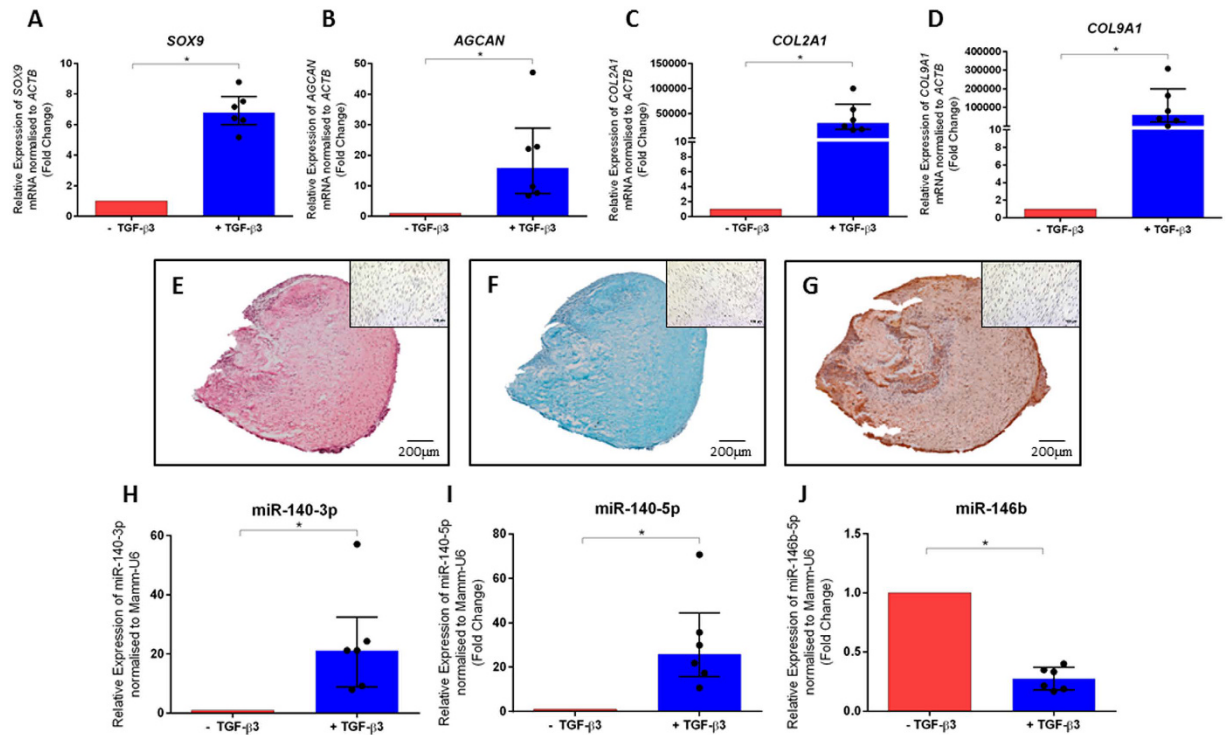 A
SOX9
*
Relative Expression of SOX9
mRNA normalised to ACTB
(Fold Change)
10
8
6
4
2
0
- TGF-β3
+ TGF-β3
B
AGCAN
*
Relative Expression of AGCAN
mRNA normalised to ACTB
(Fold Change)
50
40
30
20
10
0
- TGF-β3
+ TGF-β3
C
COL2A1
*
Relative Expression of COL2A1
mRNA normalised to ACTB
(Fold Change)
150000
100000
50000
10
8
6
4
2
0
- TGF-β3
+ TGF-β3
D
COL9A1
*
Relative Expression of COL9A1
mRNA normalised to ACTB
(Fold Change)
400000
300000
200000
100000
10
8
6
4
2
0
- TGF-β3
+ TGF-β3
E
200μm
F
200μm
G
200μm
H
miR-140-3p
*
Relative Expression of miR-140-3p
normalised to Mamm-U6
60
40
20
0
- TGF-β3
+ TGF-β3
I
miR-140-5p
*
Relative Expression of miR-140-5p
normalised to Mamm-U6
(Fold Change)
80
60
40
20
0
- TGF-β3
+ TGF-β3
J
miR-146b
*
Relative Expression of miR-146b-5p
normalised to Mamm-U6
(Fold Change)
1.5
1.0
0.5
0.0
- TGF-β3
+ TGF-β3